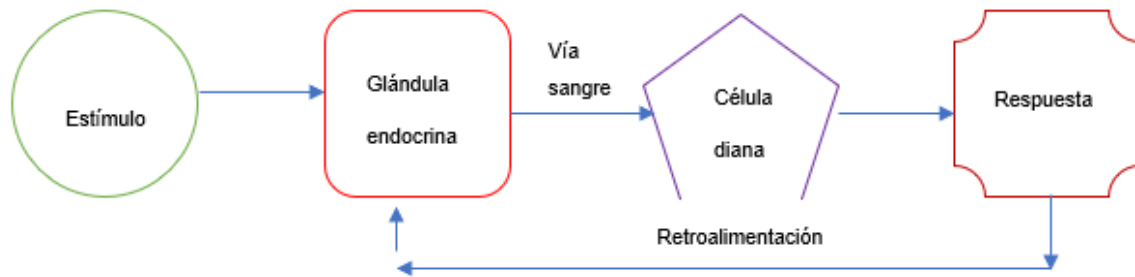 Estímulo
Glándula
endocrina
Vía
sangre
Célula
diana
Respuesta
Retroalimentación